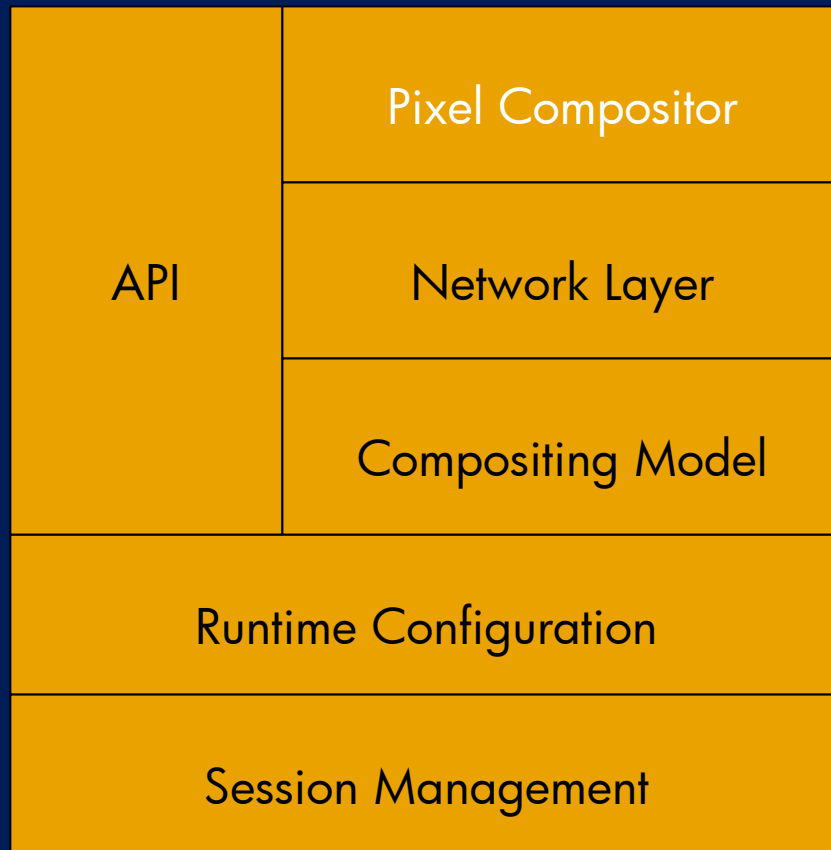 Pixel Compositor
API
Network Layer
Compositing Model
Runtime Configuration
Session Management